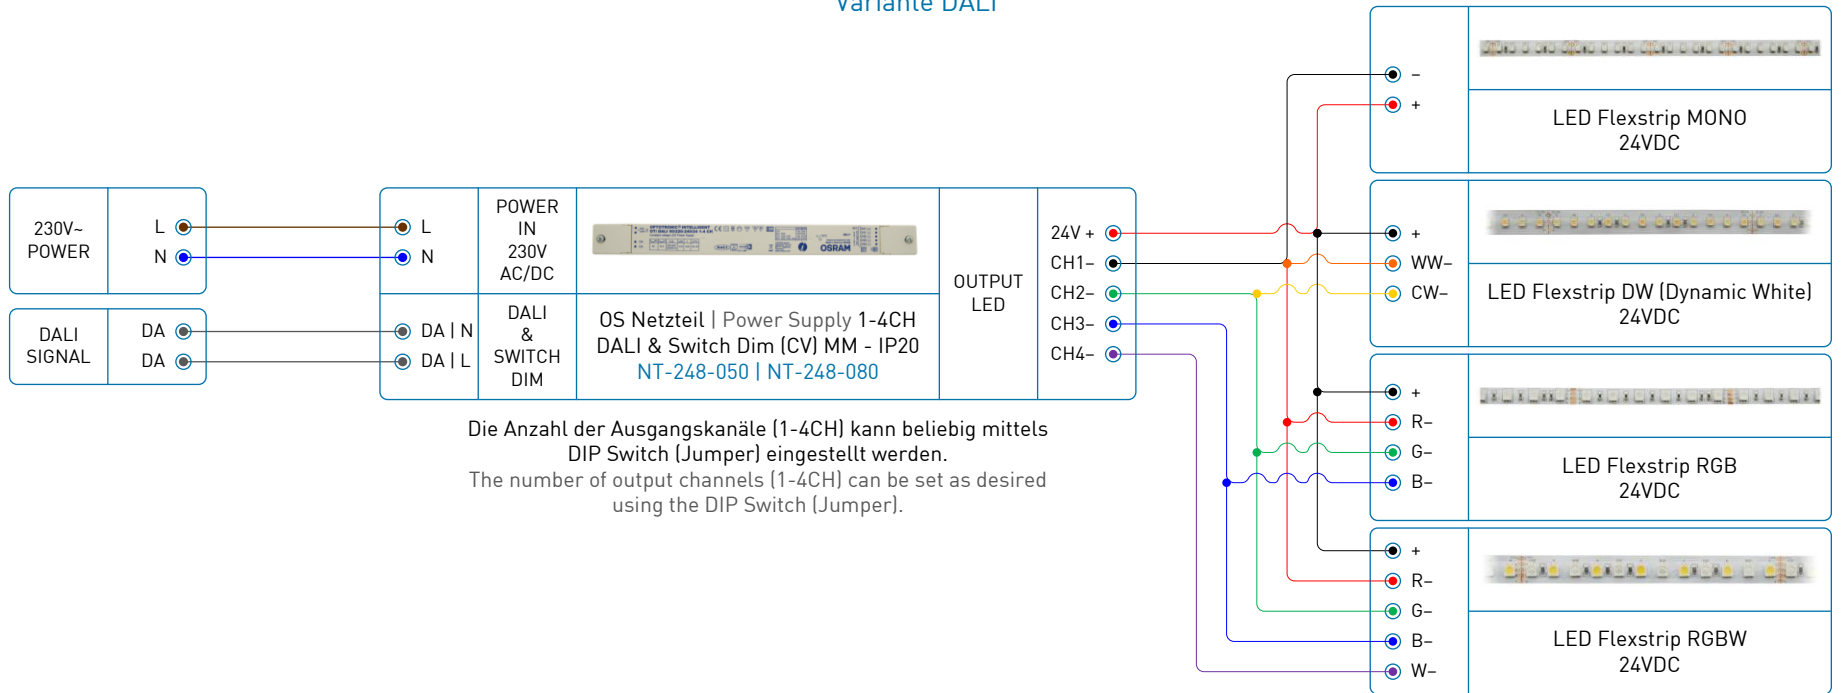 Variante DALI
230V~
POWER
L
N
DALI
SIGNAL
DA
DA
L
N
POWER
IN
230V
AC/DC
DA | N
DA | L
DALI
&
SWITCH
DIM
OSRAM
OS Netzteil | Power Supply 1-4CH
DALI & Switch Dim (CV) MM - IP20
NT-248-050 | NT-248-080
OUTPUT
LED
24V +
CH1–
CH2–
CH3–
CH4–
Die Anzahl der Ausgangskanäle (1-4CH) kann beliebig mittels
DIP Switch (Jumper) eingestellt werden.
The number of output channels (1-4CH) can be set as desired
using the DIP Switch (Jumper).
–
+
LED Flexstrip MONO
24VDC
+
WW–
CW–
LED Flexstrip DW (Dynamic White)
24VDC
+
R–
G–
B–
LED Flexstrip RGB
24VDC
+
R–
G–
B–
W–
LED Flexstrip RGBW
24VDC